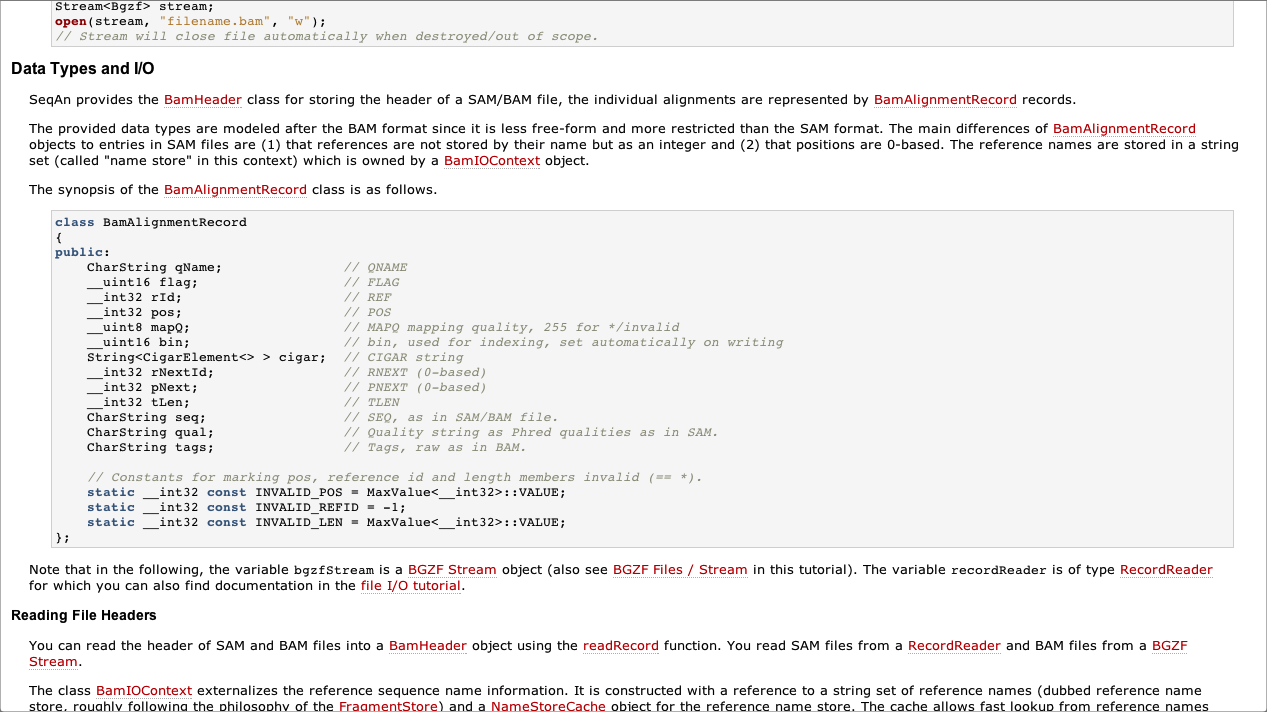 Stream<Bgzf> stream;
open(stream, "filename.bam", "w");
// Stream will close file automatically when destroyed/out of scope.
Data Types and I/O
SeqAn provides the BamHeader class for storing the header of a SAM/BAM file, the individual alignments are represented by BamAlignmentRecord records.
The provided data types are modeled after the BAM format since it is less free-form and more restricted than the SAM format. The main differences of BamAlignmentRecord
objects to entries in SAM files are (1) that references are not stored by their name but as an integer and (2) that positions are 0-based. The reference names are stored in a string
set (called "name store" in this context) which is owned by a BamIOContext object.
The synopsis of the BamAlignmentRecord class is as follows.
class BamAlignmentRecord
{
public:
    CharString qName;               // QNAME
    __uint16 flag;                  // FLAG
    __int32 rId;                    // REF
    __int32 pos;                    // POS
    __uint8 mapQ;                   // MAPQ mapping quality, 255 for */invalid
    __uint16 bin;                   // bin, used for indexing, set automatically on writing
    String<CigarElement<> > cigar;  // CIGAR string
    __int32 rNextId;                // RNEXT (0-based)
    __int32 pNext;                  // PNEXT (0-based)
    __int32 tLen;                   // TLEN
    CharString seq;                 // SEQ, as in SAM/BAM file.
    CharString qual;                // Quality string as Phred qualities as in SAM.
    CharString tags;                // Tags, raw as in BAM.
    // Constants for marking pos, reference id and length members invalid (== *).
    static __int32 const INVALID_POS = MaxValue<__int32>::VALUE;
    static __int32 const INVALID_REFID = -1;
    static __int32 const INVALID_LEN = MaxValue<__int32>::VALUE;
};
Note that in the following, the variable bgzfStream is a BGZF Stream object (also see BGZF Files / Stream in this tutorial). The variable recordReader is of type RecordReader
for which you can also find documentation in the file I/O tutorial.
Reading File Headers
You can read the header of SAM and BAM files into a BamHeader object using the readRecord function. You read SAM files from a RecordReader and BAM files from a BGZF
Stream.
The class BamIOContext externalizes the reference sequence name information. It is constructed with a reference to a string set of reference names (dubbed reference name
store, roughly following the philosophy of the FragmentStore) and a NameStoreCache object for the reference name store. The cache allows fast lookup from reference names